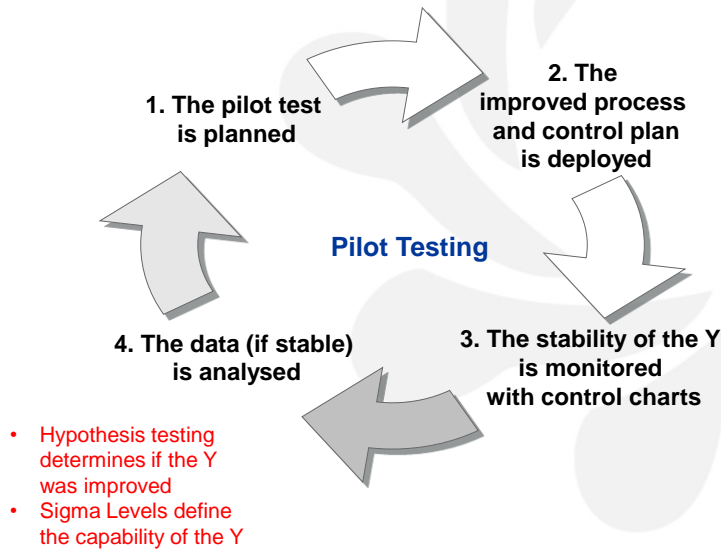 1. The pilot test
is planned
2. The
improved process
and control plan
is deployed
Pilot Testing
3. The stability of the Y
is monitored
with control charts
4. The data (if stable)
is analysed
• Hypothesis testing
determines if the Y
was improved
• Sigma Levels define
the capability of the Y